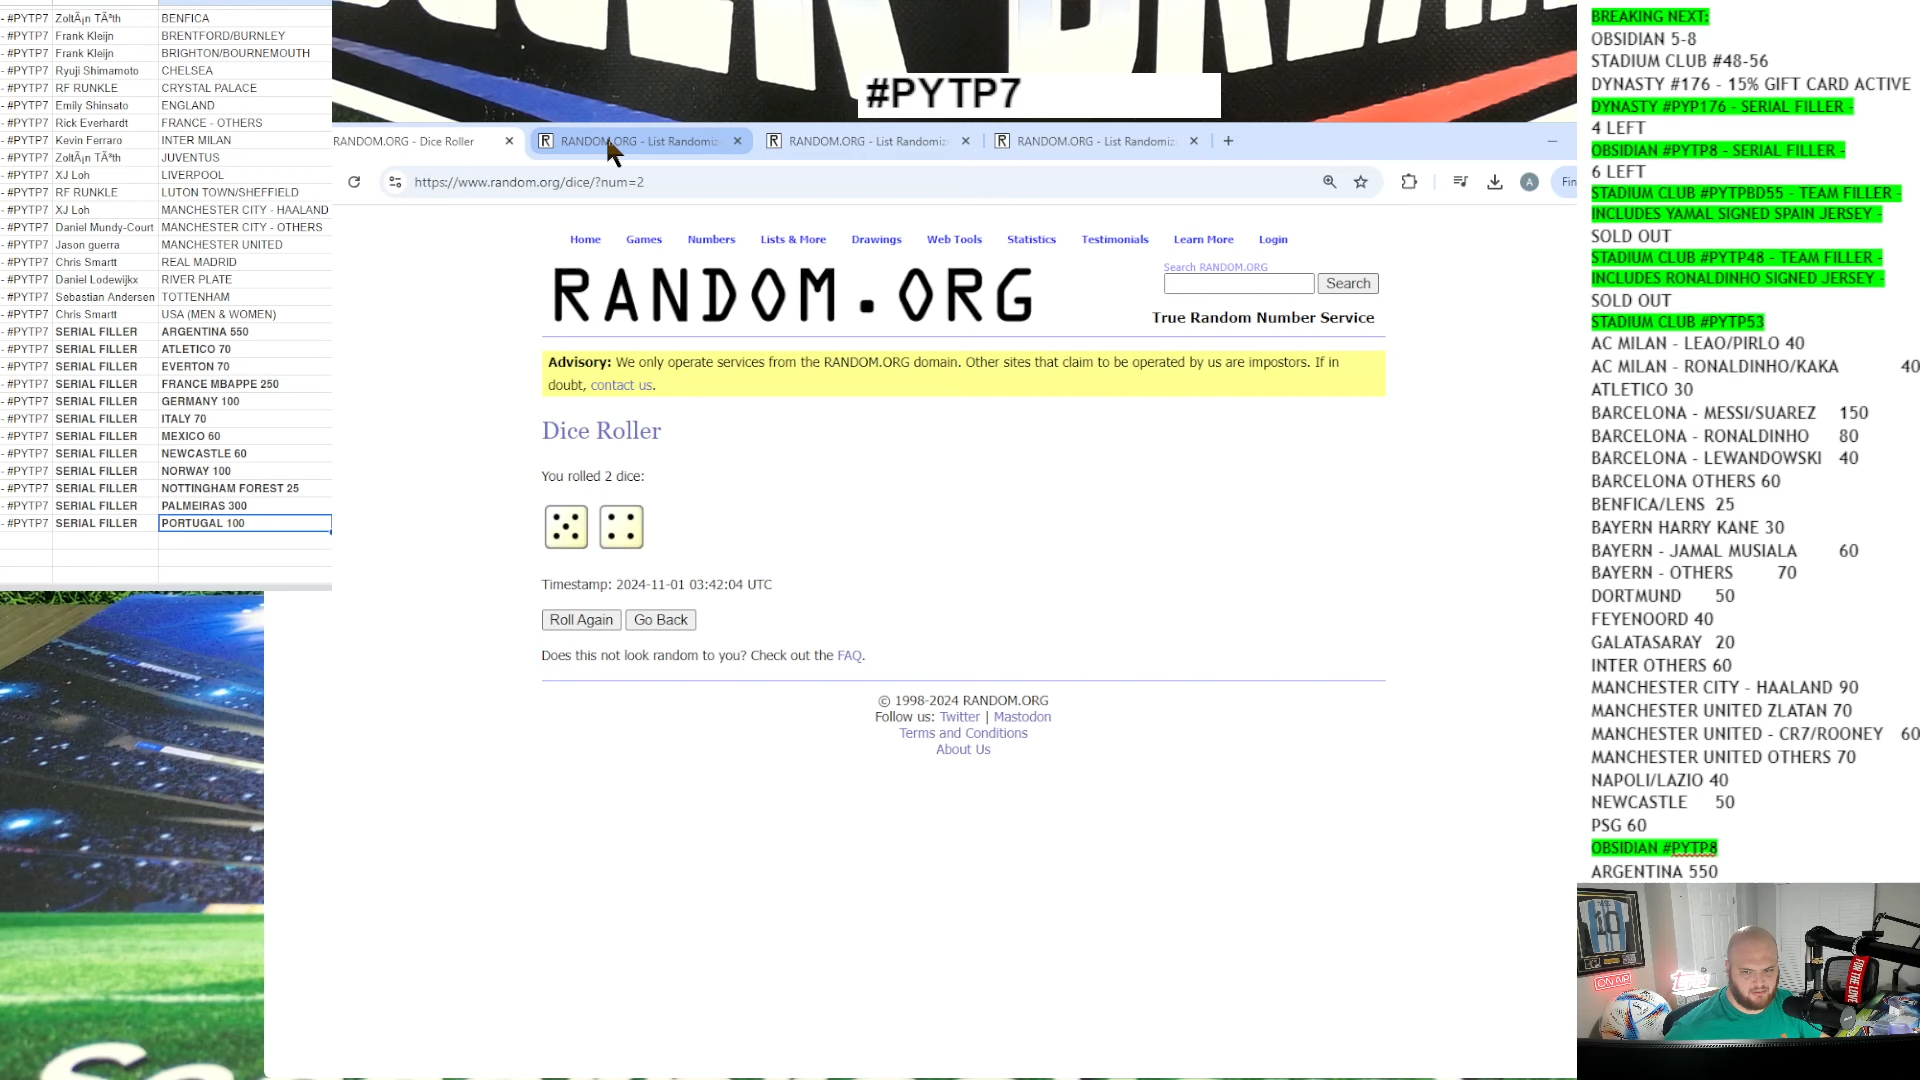 - #PYTP7 ZoltÃ¡n TÃªth BENFICA
- #PYTP7 Frank Kleijn BRENTFORD/BURNLEY
- #PYTP7 Frank Kleijn BRIGHTON/BOURNEMOUTH
- #PYTP7 Ryuji Shimamoto CHELSEA
- #PYTP7 RF RUNKLE CRYSTAL PALACE
- #PYTP7 Emily Shinsato ENGLAND
- #PYTP7 Rick Everhardt FRANCE - OTHERS
- #PYTP7 Kevin Ferraro INTER MILAN
- #PYTP7 ZoltÃ¡n TÃªth JUVENTUS
- #PYTP7 XJ Loh LIVERPOOL
- #PYTP7 RF RUNKLE LUTON TOWN/SHEFFIELD
- #PYTP7 XJ Loh MANCHESTER CITY - HAALAND
- #PYTP7 Daniel Mundy-Court MANCHESTER CITY - OTHERS
- #PYTP7 Jason guerra MANCHESTER UNITED
- #PYTP7 Chris Smartt REAL MADRID
- #PYTP7 Daniel Lodewijkx RIVER PLATE
- #PYTP7 Sebastian Andersen TOTTENHAM
- #PYTP7 Chris Smartt USA (MEN & WOMEN)
- #PYTP7 SERIAL FILLER ARGENTINA 550
- #PYTP7 SERIAL FILLER ATLETICO 70
- #PYTP7 SERIAL FILLER EVERTON 70
- #PYTP7 SERIAL FILLER FRANCE MBAPPE 250
- #PYTP7 SERIAL FILLER GERMANY 100
- #PYTP7 SERIAL FILLER ITALY 70
- #PYTP7 SERIAL FILLER MEXICO 60
- #PYTP7 SERIAL FILLER NEWCASTLE 60
- #PYTP7 SERIAL FILLER NORWAY 100
- #PYTP7 SERIAL FILLER NOTTINGHAM FOREST 25
- #PYTP7 SERIAL FILLER PALMEIRAS 300
- #PYTP7 SERIAL FILLER PORTUGAL 100
#PYTP7
RANDOM.ORG - Dice Roller RANDOM.ORG - List Randomiz RANDOM.ORG - List Randomiz RANDOM.ORG - List Randomiz
https://www.random.org/dice/?num=2
Fin
Home Games Numbers Lists & More Drawings Web Tools Statistics Testimonials Learn More Login
RANDOM.ORG
Search RANDOM.ORG
Search
True Random Number Service
Advisory: We only operate services from the RANDOM.ORG domain. Other sites that claim to be operated by us are impostors. If in
doubt, contact us.
Dice Roller
You rolled 2 dice:
Timestamp: 2024-11-01 03:42:04 UTC
Roll Again Go Back
Does this not look random to you? Check out the FAQ.
© 1998-2024 RANDOM.ORG
Follow us: Twitter | Mastodon
Terms and Conditions
About Us
BREAKING NEXT:
OBSIDIAN 5-8
STADIUM CLUB #48-56
DYNASTY #176 - 15% GIFT CARD ACTIVE
DYNASTY #PYP176 - SERIAL FILLER -
4 LEFT
OBSIDIAN #PYTP8 - SERIAL FILLER -
6 LEFT
STADIUM CLUB #PYTPBD55 - TEAM FILLER -
INCLUDES YAMAL SIGNED SPAIN JERSEY -
SOLD OUT
STADIUM CLUB #PYTP48 - TEAM FILLER -
INCLUDES RONALDINHO SIGNED JERSEY -
SOLD OUT
STADIUM CLUB #PYTP53
AC MILAN - LEAO/PIRLO 40
AC MILAN - RONALDINHO/KAKA 40
ATLETICO 30
BARCELONA - MESSI/SUAREZ 150
BARCELONA - RONALDINHO 80
BARCELONA - LEWANDOWSKI 40
BARCELONA OTHERS 60
BENFICA/LENS 25
BAYERN HARRY KANE 30
BAYERN - JAMAL MUSIALA 60
BAYERN - OTHERS 70
DORTMUND 50
FEYENOORD 40
GALATASARAY 20
INTER OTHERS 60
MANCHESTER CITY - HAALAND 90
MANCHESTER UNITED ZLATAN 70
MANCHESTER UNITED - CR7/ROONEY 60
MANCHESTER UNITED OTHERS 70
NAPOLI/LAZIO 40
NEWCASTLE 50
PSG 60
OBSIDIAN #PYTP8
ARGENTINA 550
10
ON AIR
FOR THE LOVE